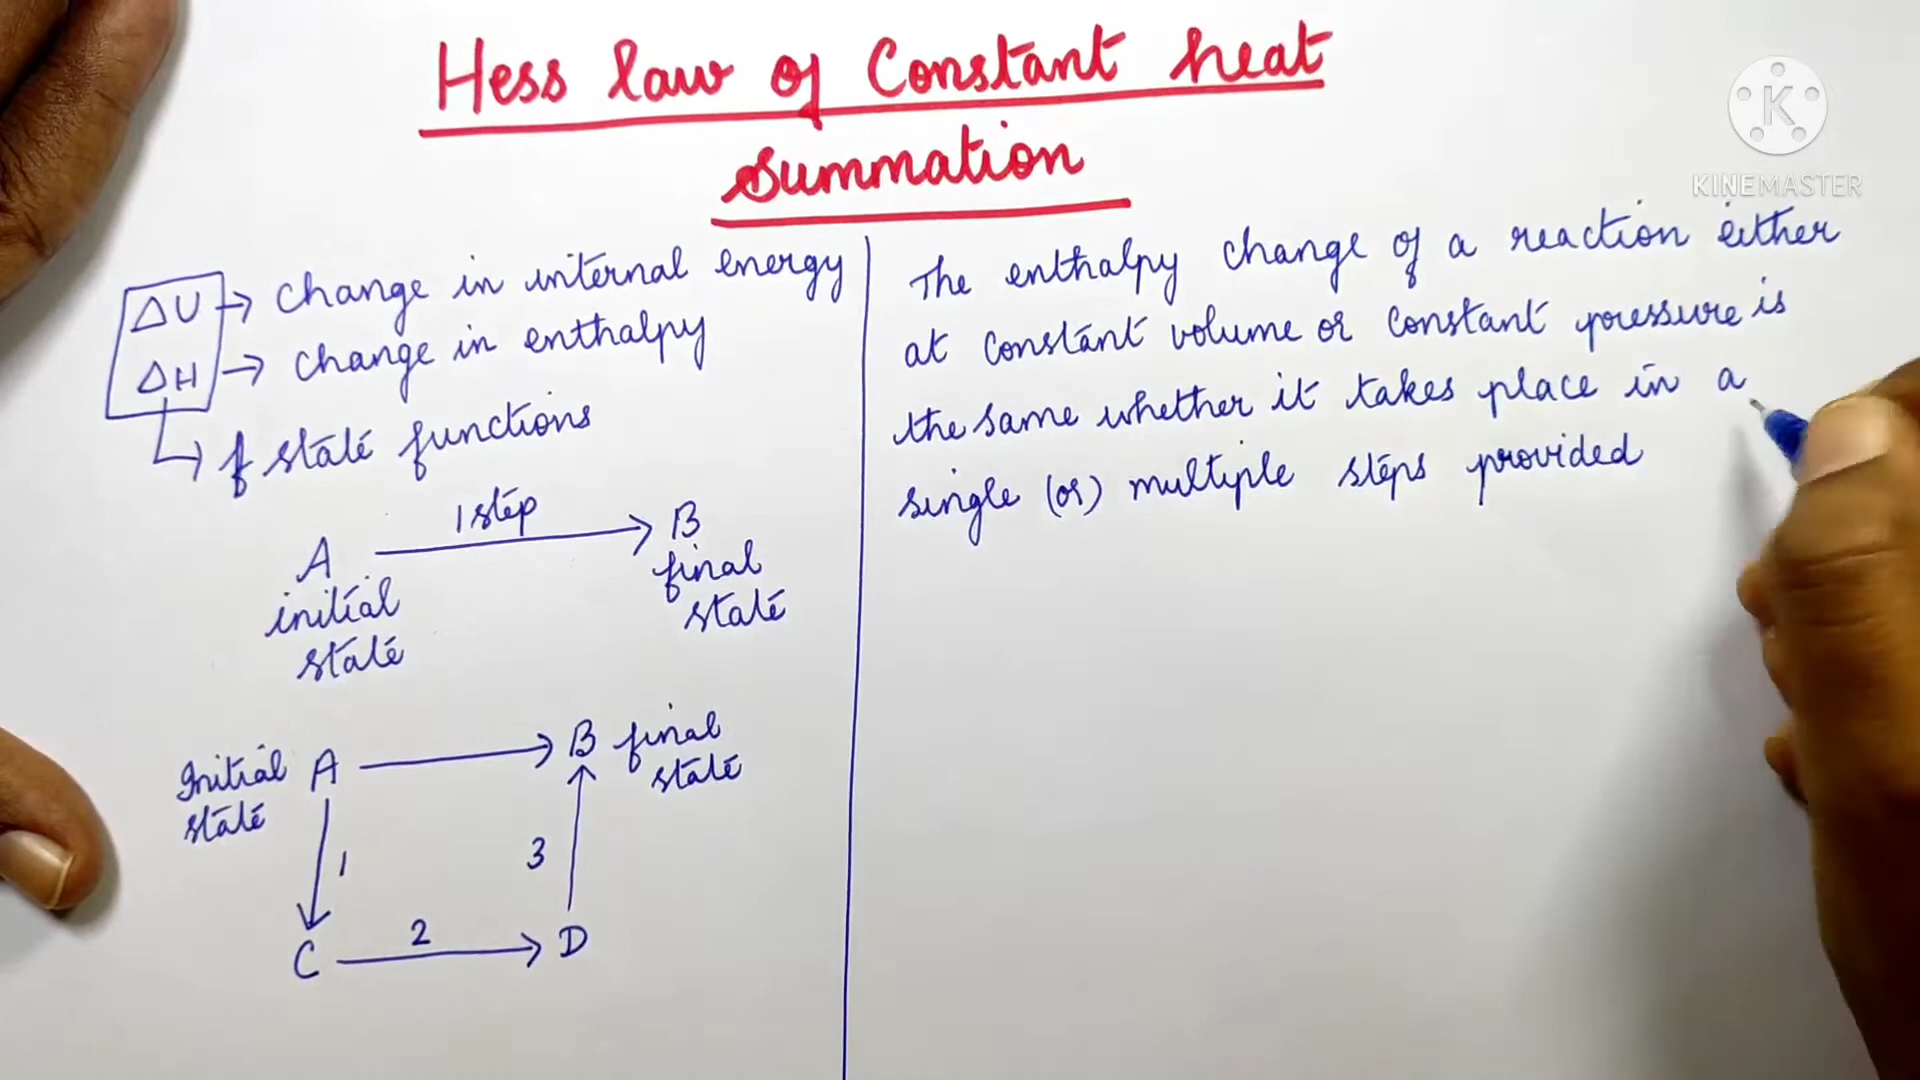 Hess law of Constant heat
summation
KINEMASTER
ΔU → change in internal energy
ΔH → change in enthalpy
↳ f state functions
1 step
A → B
initial
state
final
state
Initial
state
A → B
final
state
1
3
C → D
2
The enthalpy change of a reaction either
at constant volume or constant pressure is
the same whether it takes place in a
single (or) multiple steps provided